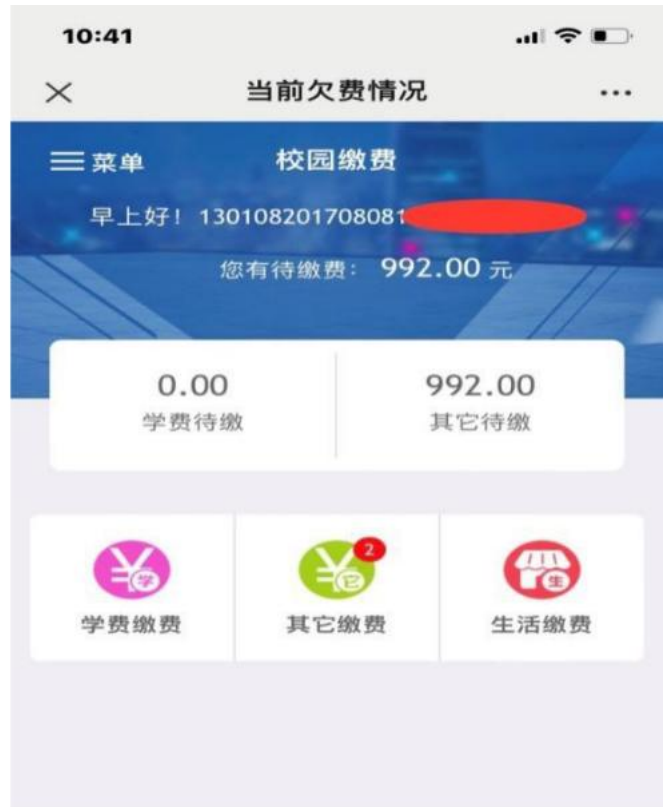 10:41
当前欠费情况
菜单 校园缴费
早上好！130108201708081
您有待缴费： 992.00 元
0.00 992.00
学费待缴 其它待缴
学 2 它 生
学费缴费 其它缴费 生活缴费